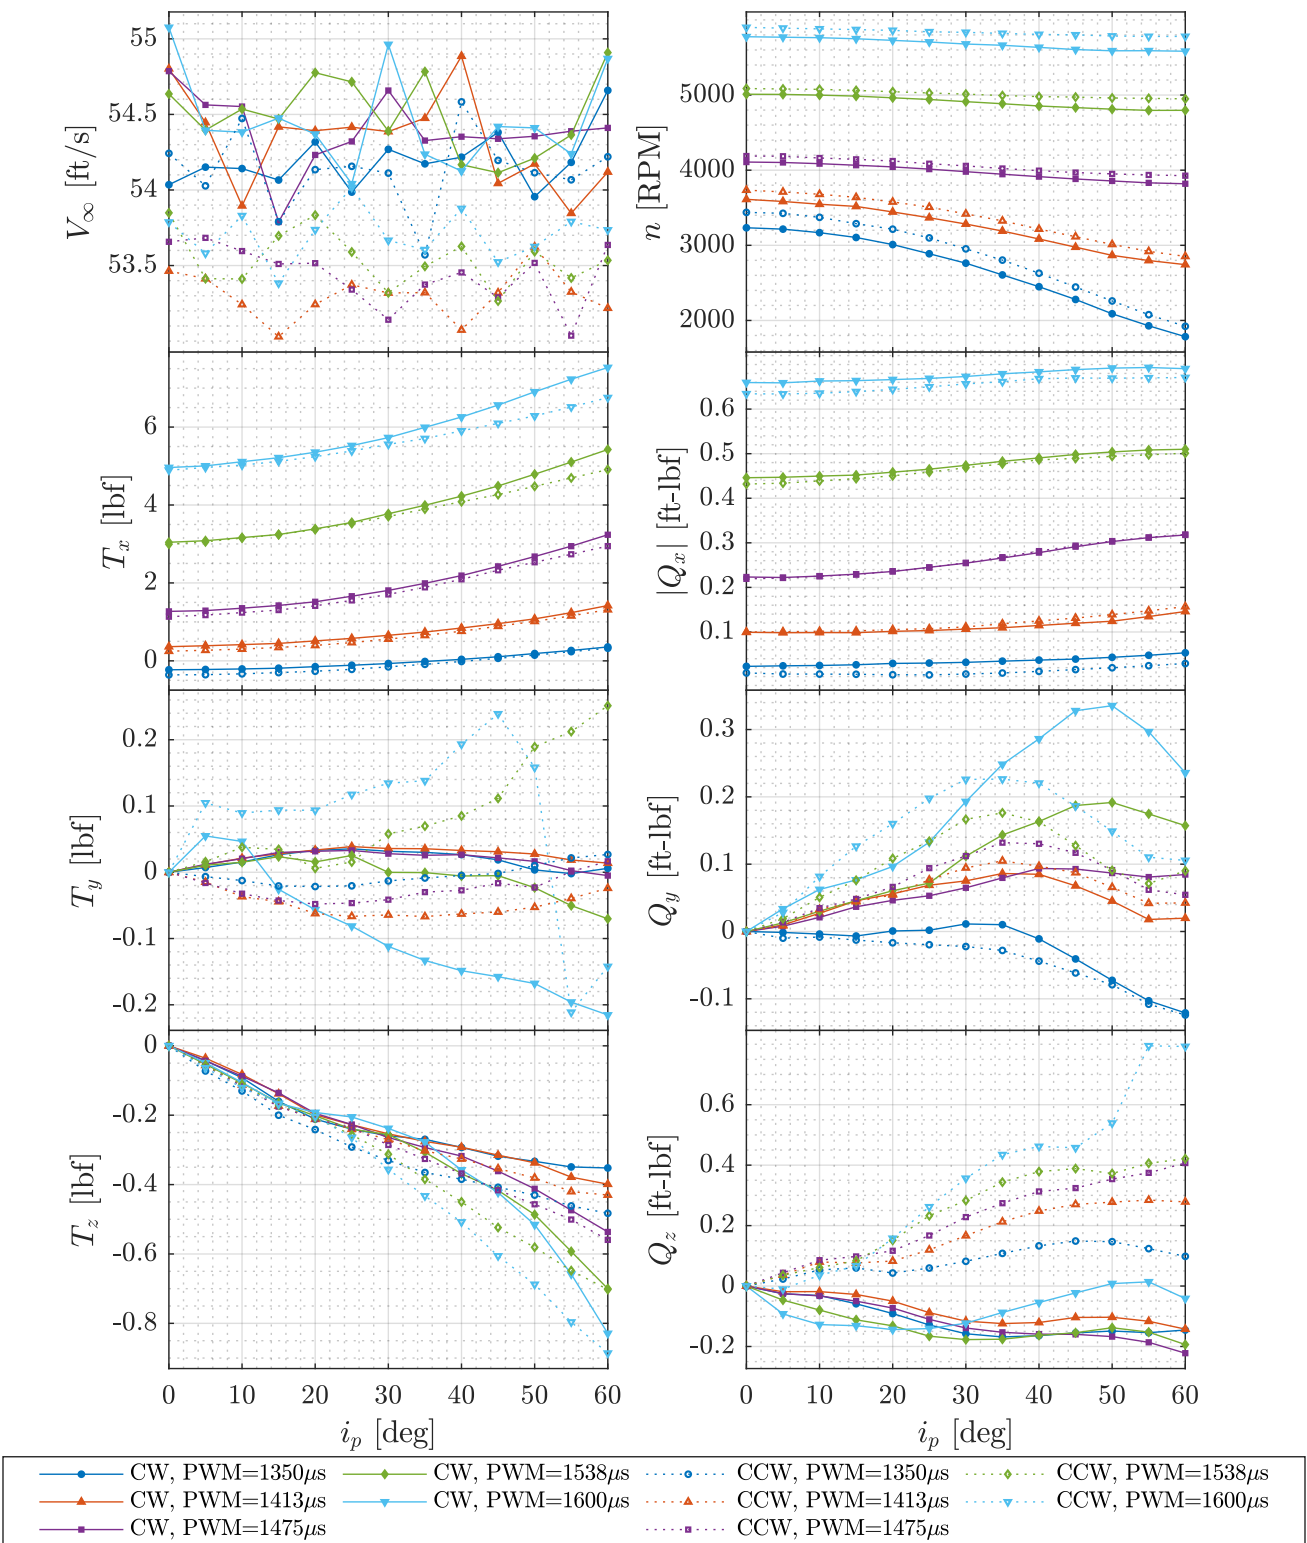 55
54.5
54
53.5
V∞ [ft/s]
5000
4000
3000
2000
n [RPM]
6
4
2
0
Tx [lbf]
0.6
0.5
0.4
0.3
0.2
0.1
|Qx| [ft-lbf]
0.2
0.1
0
-0.1
-0.2
Ty [lbf]
0.3
0.2
0.1
0
-0.1
Qy [ft-lbf]
0
-0.2
-0.4
-0.6
-0.8
Tz [lbf]
0.6
0.4
0.2
0
-0.2
Qz [ft-lbf]
0 10 20 30 40 50 60
ip [deg]
0 10 20 30 40 50 60
ip [deg]
CW, PWM=1350μs CW, PWM=1538μs CCW, PWM=1350μs CCW, PWM=1538μs
CW, PWM=1413μs CW, PWM=1600μs CCW, PWM=1413μs CCW, PWM=1600μs
CW, PWM=1475μs CCW, PWM=1475μs